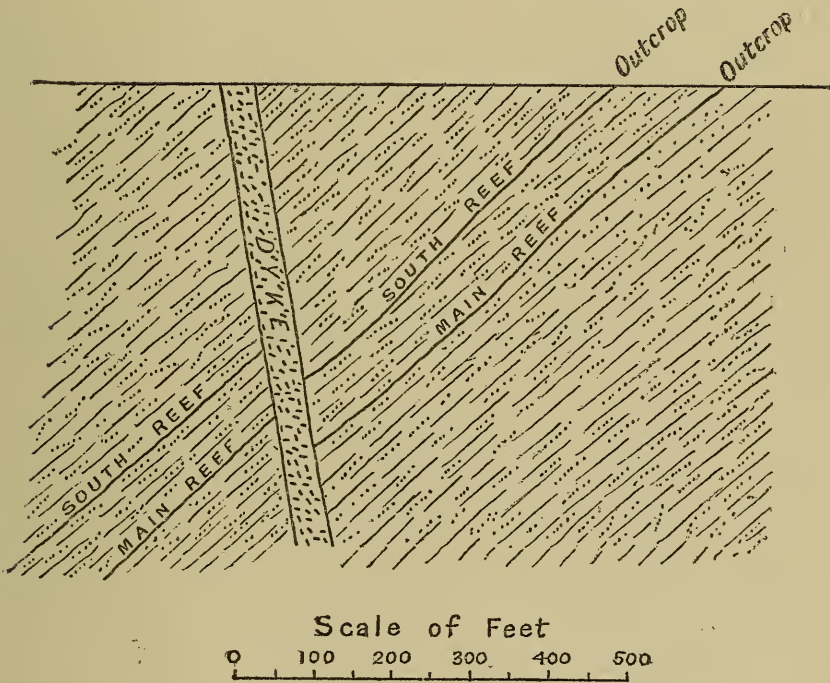 Outcrop
Outcrop
SOUTH REEF
MAIN REEF
DYKE
SOUTH REEF
MAIN REEF
Scale of Feet
0 100 200 300 400 500